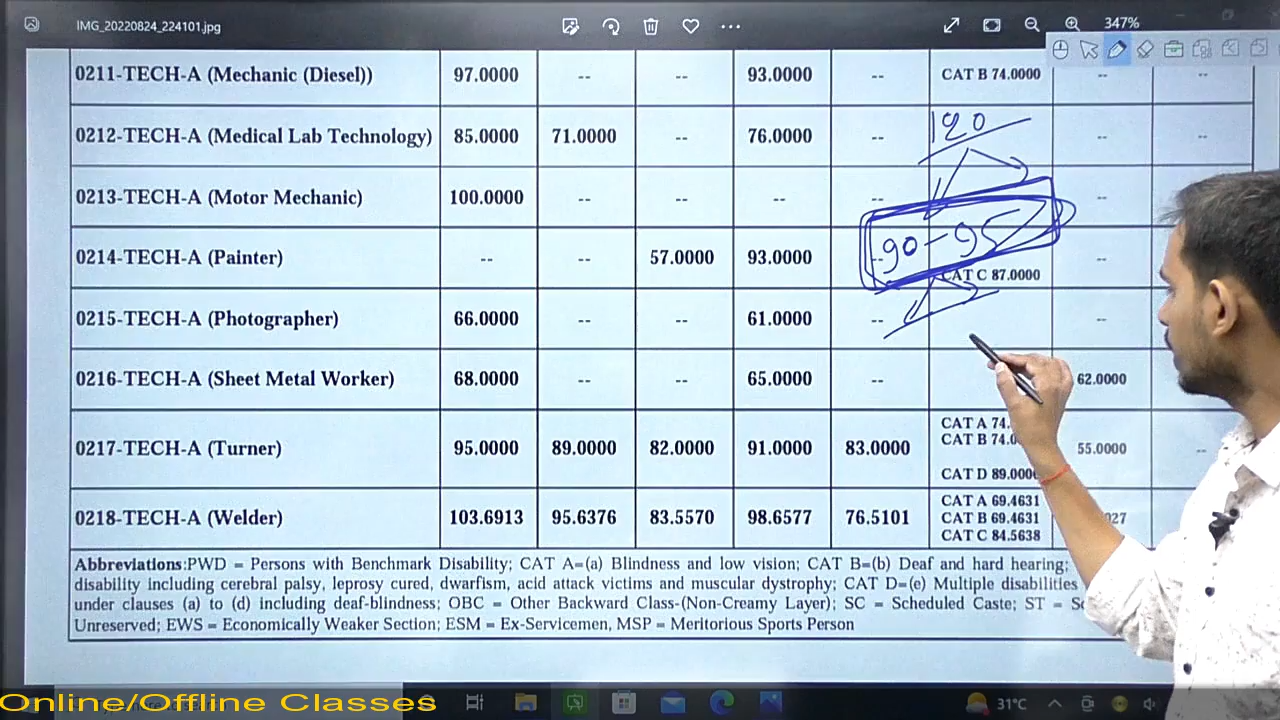 IMG_20220824_224101.jpg
347%
0211-TECH-A (Mechanic (Diesel)) 97.0000 -- -- 93.0000 -- CAT B 74.0000 -- --
0212-TECH-A (Medical Lab Technology) 85.0000 71.0000 -- 76.0000 -- 120 -- --
0213-TECH-A (Motor Mechanic) 100.0000 -- -- -- -- --
0214-TECH-A (Painter) -- -- 57.0000 93.0000 -- 90-95 --
CAT C 87.0000
0215-TECH-A (Photographer) 66.0000 -- -- 61.0000 -- --
0216-TECH-A (Sheet Metal Worker) 68.0000 -- -- 65.0000 -- 62.0000
CAT A 74.
CAT B 74.0
0217-TECH-A (Turner) 95.0000 89.0000 82.0000 91.0000 83.0000 55.0000 --
CAT D 89.000
CAT A 69.4631
0218-TECH-A (Welder) 103.6913 95.6376 83.5570 98.6577 76.5101 CAT B 69.4631 027
CAT C 84.5638
Abbreviations:PWD = Persons with Benchmark Disability; CAT A=(a) Blindness and low vision; CAT B=(b) Deaf and hard hearing;
disability including cerebral palsy, leprosy cured, dwarfism, acid attack victims and muscular dystrophy; CAT D=(e) Multiple disabilities
under clauses (a) to (d) including deaf-blindness; OBC = Other Backward Class-(Non-Creamy Layer); SC = Scheduled Caste; ST =
Unreserved; EWS = Economically Weaker Section; ESM = Ex-Servicemen, MSP = Meritorious Sports Person
Online/Offline Classes
31°C